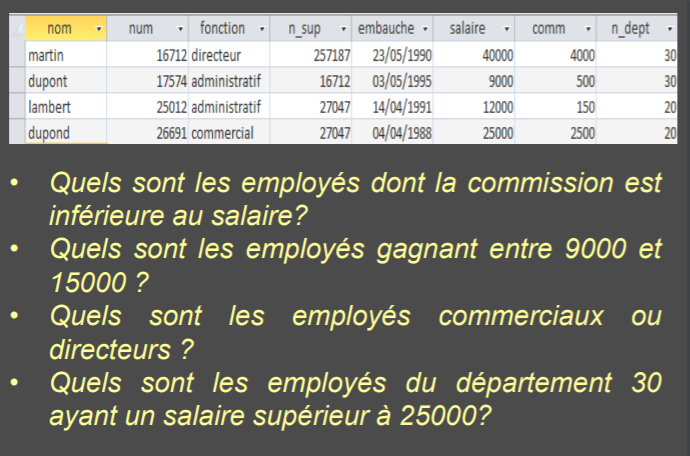 nom num fonction n_sup embauche salaire comm n_dept
martin 16712 directeur 257187 23/05/1990 40000 4000 30
dupont 17574 administratif 16712 03/05/1995 9000 500 30
lambert 25012 administratif 27047 14/04/1991 12000 150 20
dupond 26691 commercial 27047 04/04/1988 25000 2500 20
• Quels sont les employés dont la commission est
inférieure au salaire?
• Quels sont les employés gagnant entre 9000 et
15000 ?
• Quels sont les employés commerciaux ou
directeurs ?
• Quels sont les employés du département 30
ayant un salaire supérieur à 25000?